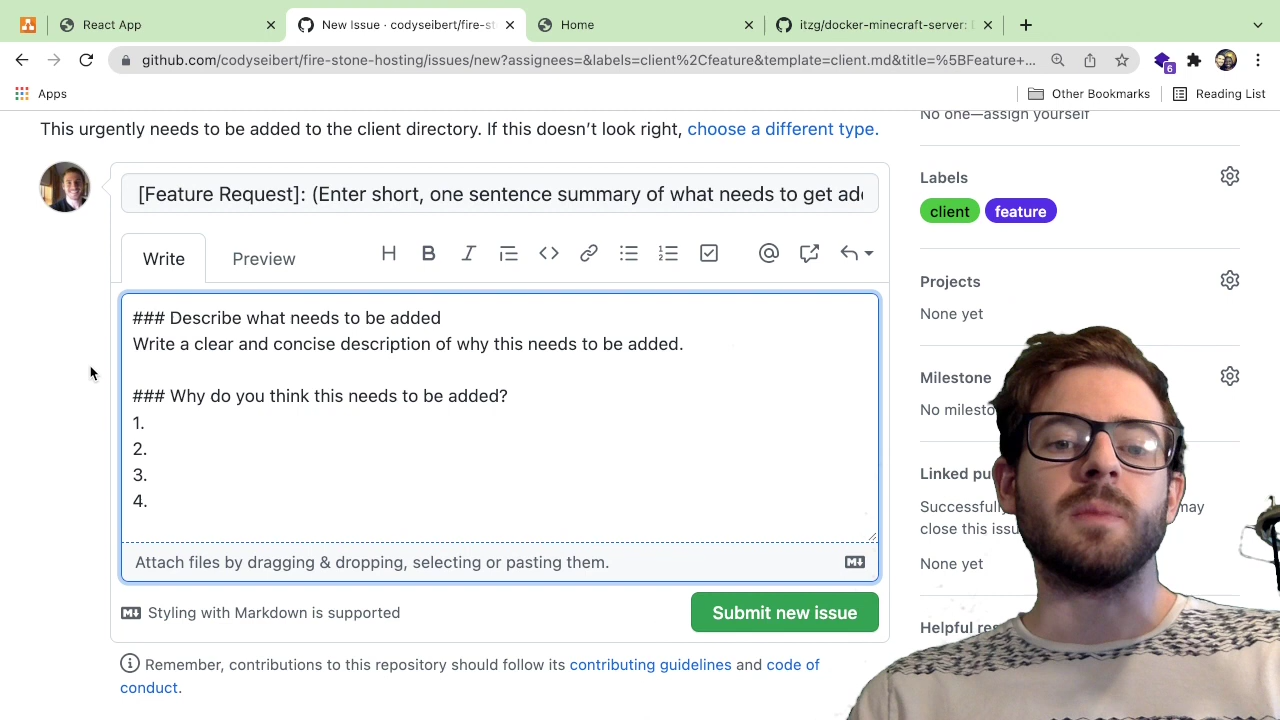 React App
New Issue · codyseibert/fire-st
Home
itzg/docker-minecraft-server:
github.com/codyseibert/fire-stone-hosting/issues/new?assignees=&labels=client%2Cfeature&template=client.md&title=%5BFeature+...
6
Apps
Other Bookmarks
Reading List
This urgently needs to be added to the client directory. If this doesn’t look right, choose a different type.
No one—assign yourself
[Feature Request]: (Enter short, one sentence summary of what needs to get ad
Labels
client feature
Write
Preview
### Describe what needs to be added
Write a clear and concise description of why this needs to be added.
### Why do you think this needs to be added?
1.
2.
3.
4.
Attach files by dragging & dropping, selecting or pasting them.
Styling with Markdown is supported
Submit new issue
Remember, contributions to this repository should follow its contributing guidelines and code of
conduct.
Projects
None yet
Milestone
No milesto
Linked pu
Successfull may
close this issu
None yet
Helpful res